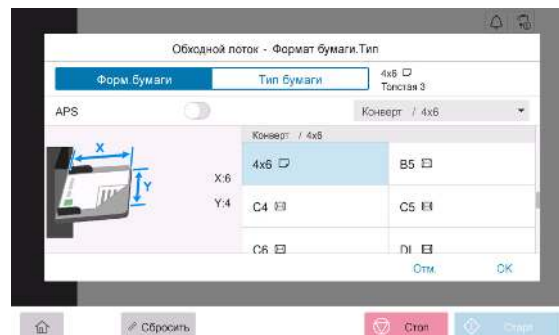 Обходной лоток - Формат бумаги.Тип
Форм.бумаги
Тип бумаги
4x6
Толстая 3
APS
Конверт / 4x6
Конверт / 4x6
X
Y
X:6
Y:4
4x6
B5
C4
C5
C6
DL
Отм.
OK
Сбросить
Стоп
Старт